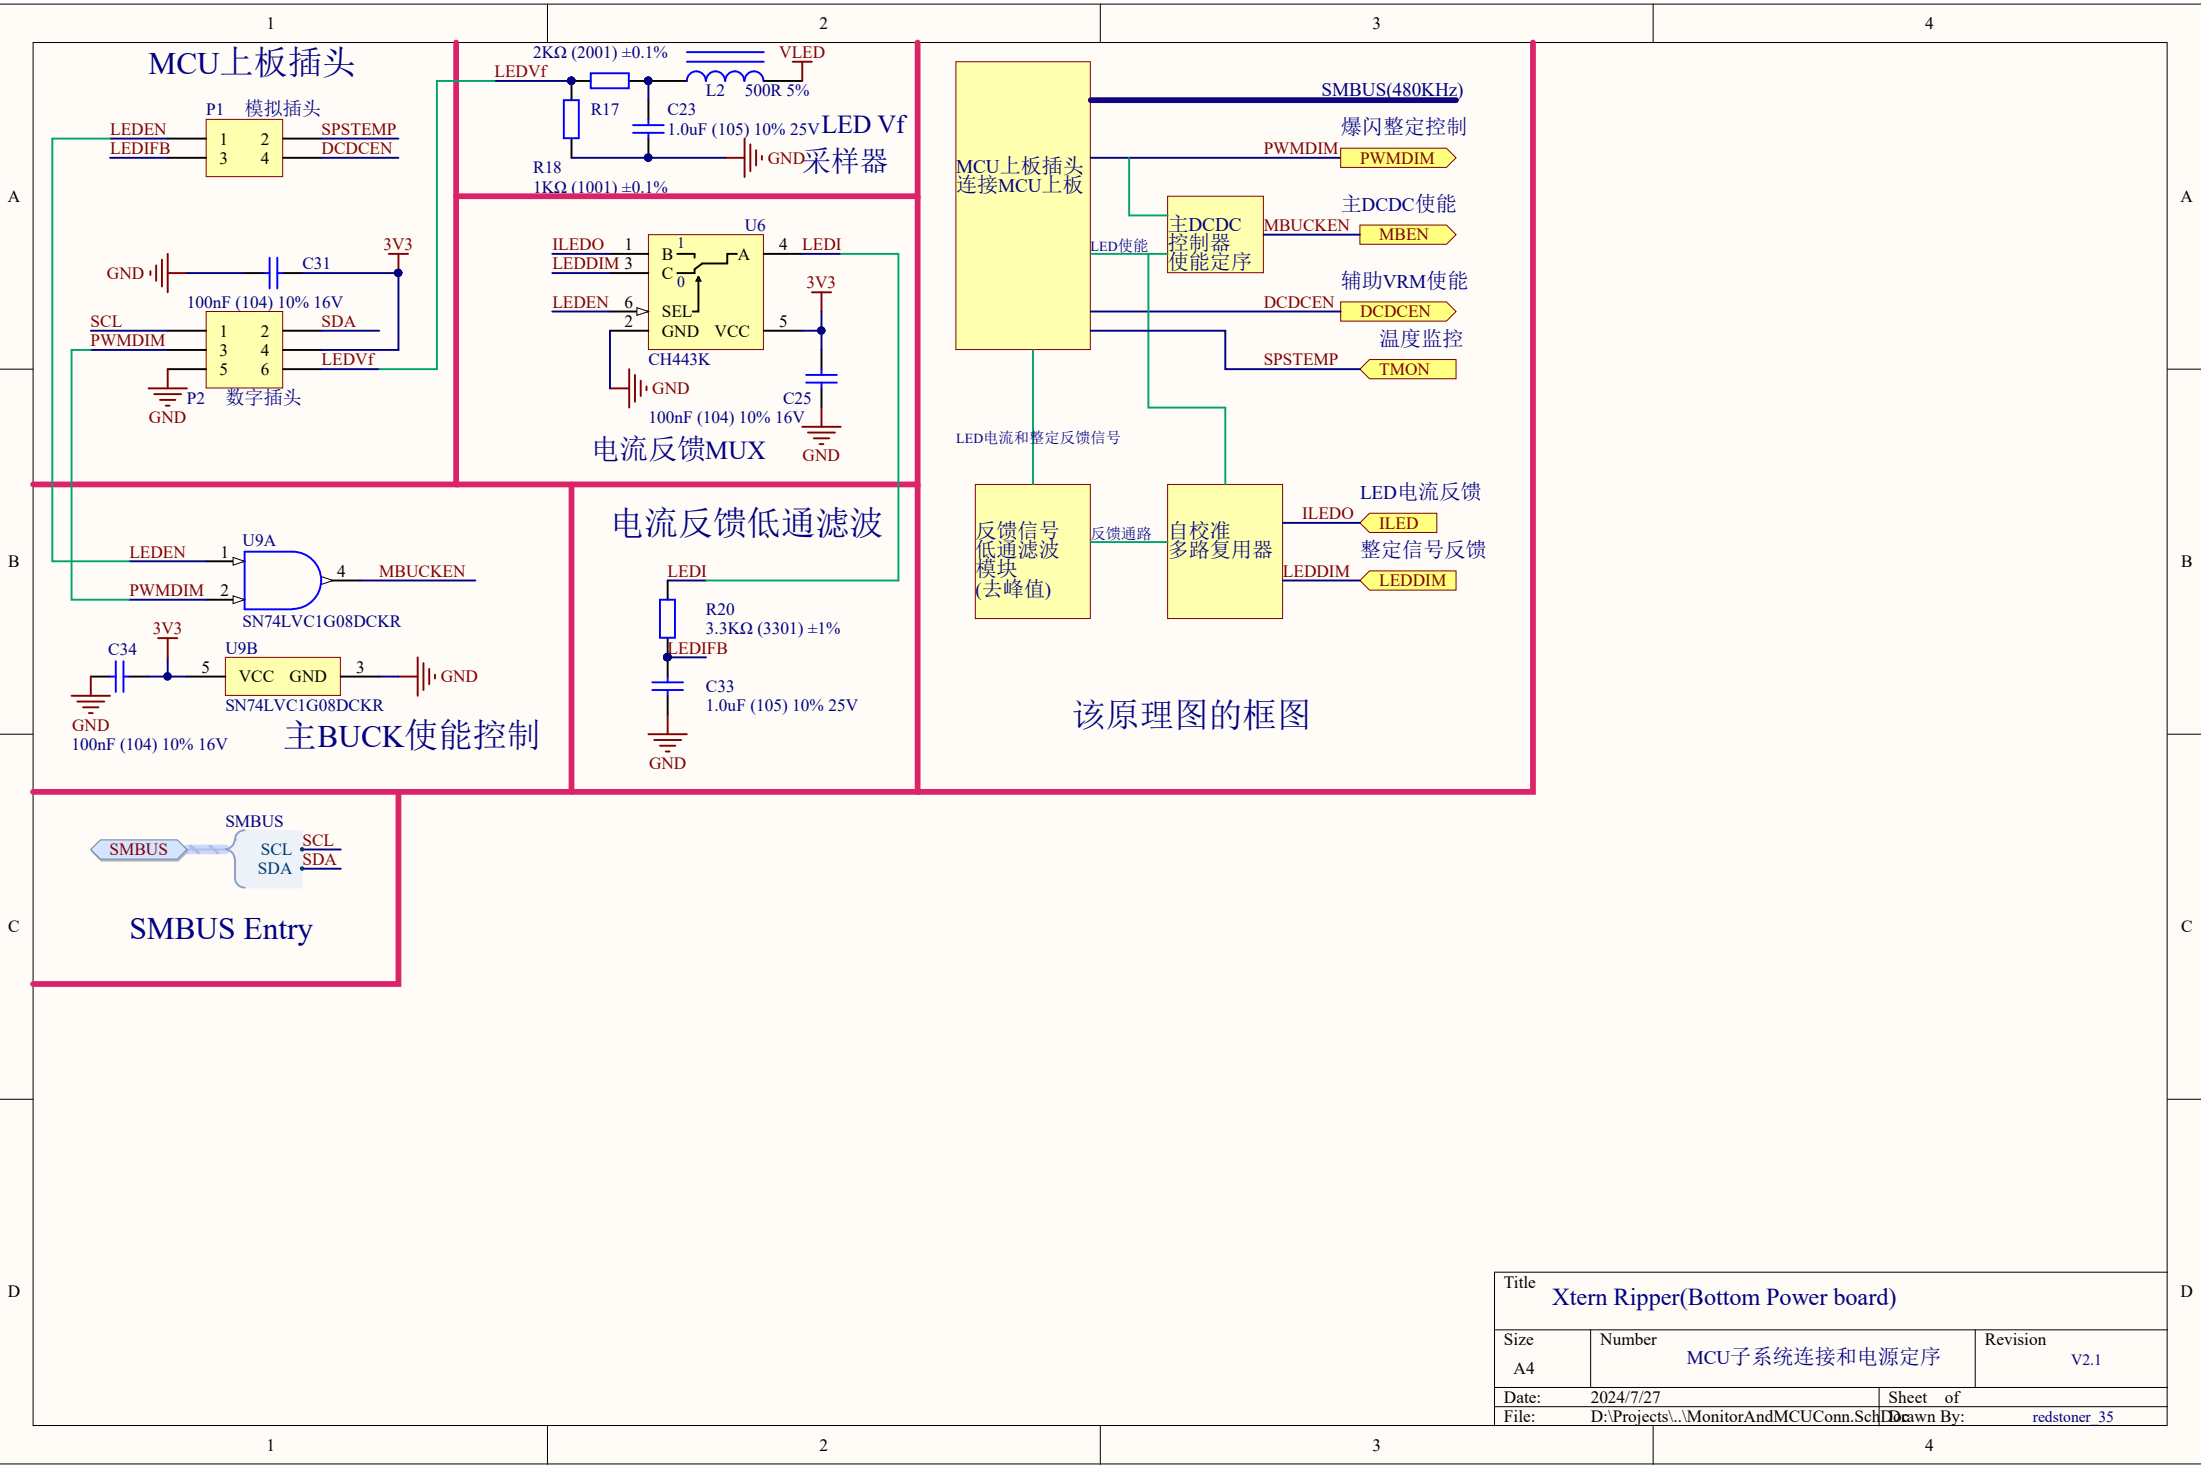 1 2 3 4
MCU上板插头
P1 模拟插头
LEDEN 1 2 SPSTEMP
LEDIFB 3 4 DCDCEN
3V3
GND C31
100nF (104) 10% 16V
SCL 1 2 SDA
PWMDIM 3 4
5 6 LEDVf
P2 数字插头
GND
2KΩ (2001) ±0.1%
VLED
LEDVf
L2 500R 5%
R17 C23
1.0uF (105) 10% 25V
LED Vf
采样器
GND
R18
1KΩ (1001) ±0.1%
U6
ILEDO 1 B 1 A 4 LEDI
LEDDIM 3 C 0
3V3
LEDEN 6 SEL
2 GND VCC 5
CH443K
GND
C25
100nF (104) 10% 16V
GND
电流反馈MUX
MCU上板插头
连接MCU上板
SMBUS(480KHz)
爆闪整定控制
PWMDIM PWMDIM
主DCDC使能
主DCDC
控制器
使能定序
MBUCKEN MBEN
LED使能
辅助VRM使能
DCDCEN DCDCEN
温度监控
SPSTEMP TMON
LED电流和整定反馈信号
反馈信号
低通滤波
模块
(去峰值)
反馈通路
自校准
多路复用器
LED电流反馈
ILEDO ILED
整定信号反馈
LEDDIM LEDDIM
该原理图的框图
U9A
LEDEN 1
4 MBUCKEN
PWMDIM 2
SN74LVC1G08DCKR
3V3
C34
U9B
5 VCC GND 3 GND
SN74LVC1G08DCKR
GND
100nF (104) 10% 16V
主BUCK使能控制
电流反馈低通滤波
LEDI
R20
3.3KΩ (3301) ±1%
LEDIFB
C33
1.0uF (105) 10% 25V
GND
SMBUS
SMBUS
SCL SCL
SDA SDA
SMBUS Entry
A A
B B
C C
D D
Title
Xtern Ripper(Bottom Power board)
Size Number Revision
A4 MCU子系统连接和电源定序 V2.1
Date: 2024/7/27 Sheet of
File: D:\Projects\..\MonitorAndMCUConn.SchDoc Drawn By: redstoner_35
1 2 3 4